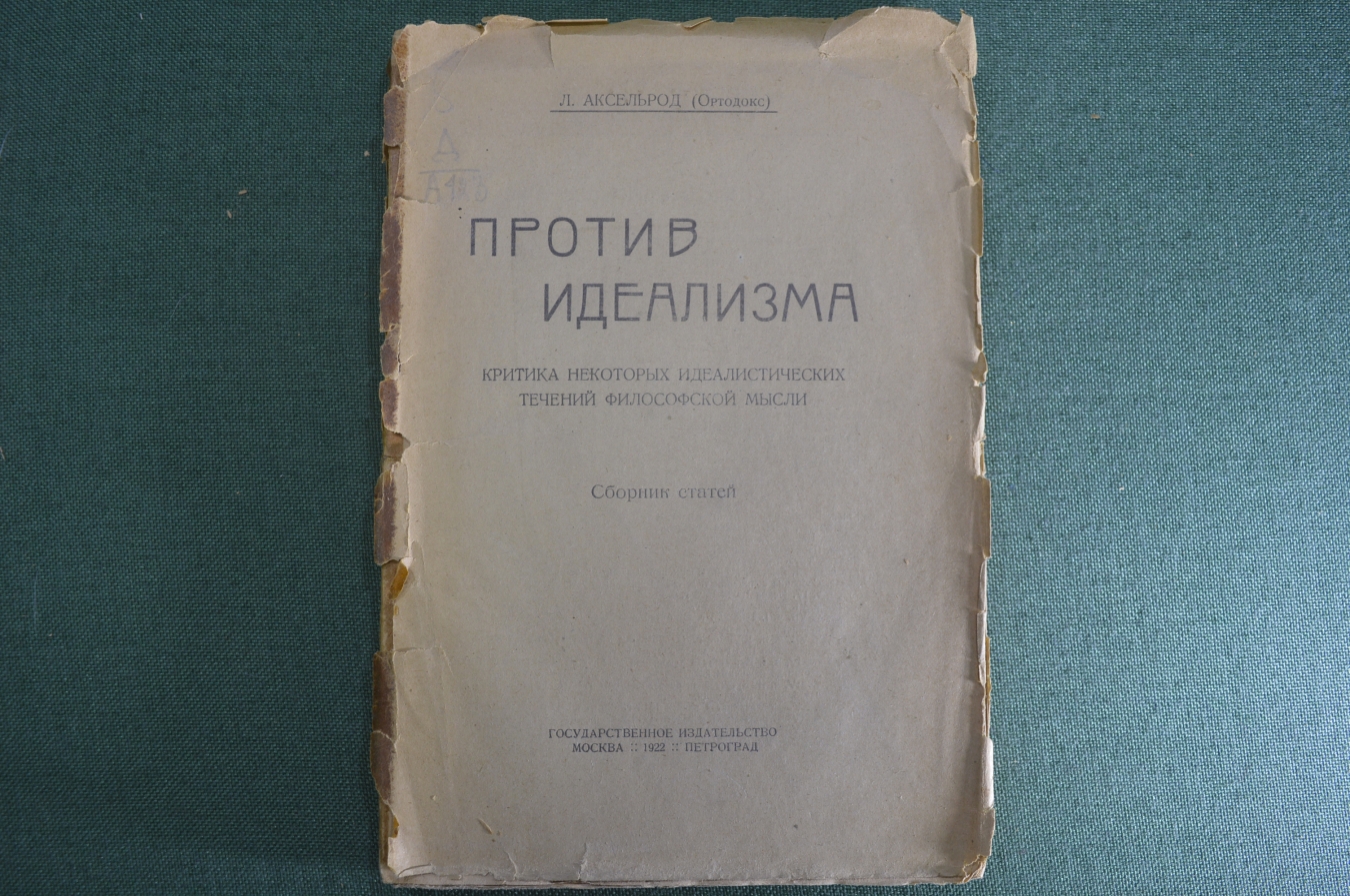 Л. АКСЕЛЬРОД (Ортодокс)
ПРОТИВ
ИДЕАЛИЗМА
КРИТИКА НЕКОТОРЫХ ИДЕАЛИСТИЧЕСКИХ
ТЕЧЕНИЙ ФИЛОСОФСКОЙ МЫСЛИ
Сборник статей
ГОСУДАРСТВЕННОЕ ИЗДАТЕЛЬСТВО
МОСКВА :: 1922 :: ПЕТРОГРАД